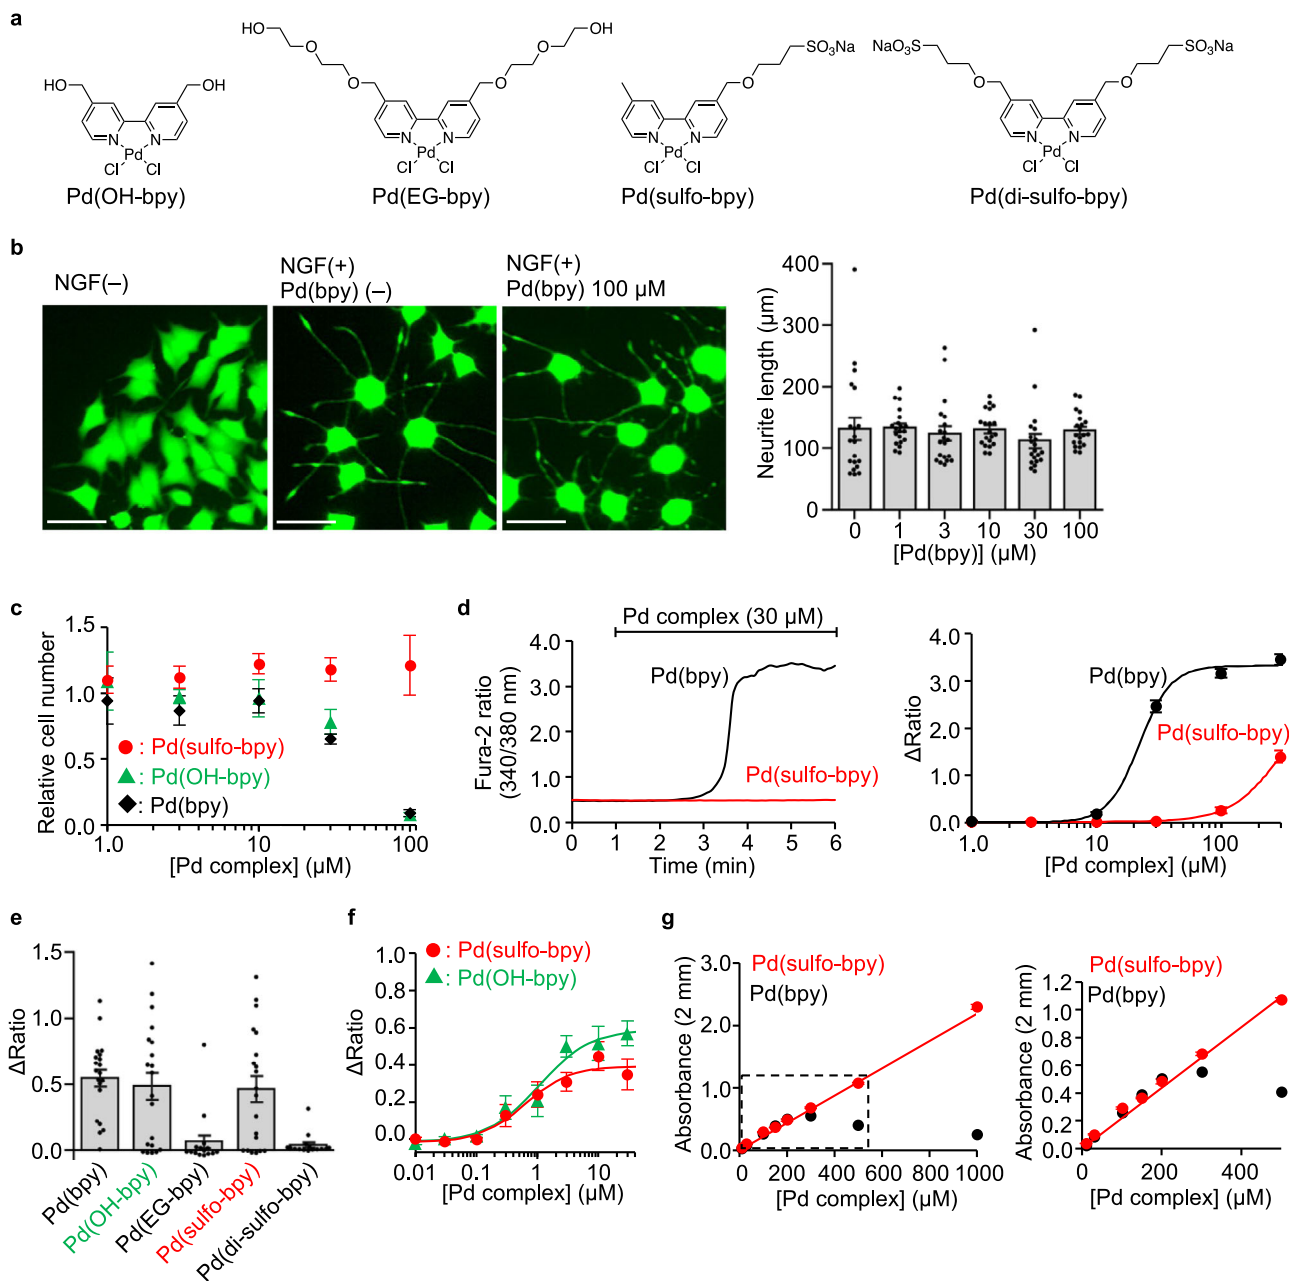 a
HO
OH
N
N
Pd
Cl
Cl
Pd(OH-bpy)
HO
O
O
OH
O
O
N
N
Pd
Cl
Cl
Pd(EG-bpy)
SO₃Na
O
N
N
Pd
Cl
Cl
Pd(sulfo-bpy)
NaO₃S
SO₃Na
O
O
N
N
Pd
Cl
Cl
Pd(di-sulfo-bpy)
b
NGF(–)
NGF(+)
Pd(bpy) (–)
NGF(+)
Pd(bpy) 100 μM
Neurite length (μm)
400
300
200
100
0
0 1 3 10 30 100
[Pd(bpy)] (μM)
c
Relative cell number
1.5
1.0
0.5
0.0
: Pd(sulfo-bpy)
: Pd(OH-bpy)
: Pd(bpy)
1.0 10 100
[Pd complex] (μM)
d
Pd complex (30 μM)
Fura-2 ratio
(340/380 nm)
4.0
3.0
2.0
1.0
0.0
Pd(bpy)
Pd(sulfo-bpy)
0 1 2 3 4 5 6
Time (min)
ΔRatio
4.0
3.0
2.0
1.0
0.0
Pd(bpy)
Pd(sulfo-bpy)
1.0 10 100
[Pd complex] (μM)
e
ΔRatio
1.5
1.0
0.5
0.0
Pd(bpy)
Pd(OH-bpy)
Pd(EG-bpy)
Pd(sulfo-bpy)
Pd(di-sulfo-bpy)
f
: Pd(sulfo-bpy)
: Pd(OH-bpy)
ΔRatio
1.0
0.8
0.6
0.4
0.2
0.0
0.01 0.1 1 10
[Pd complex] (μM)
g
Pd(sulfo-bpy)
Pd(bpy)
Absorbance (2 mm)
3.0
2.0
1.0
0.0
0 200 400 600 800 1000
[Pd complex] (μM)
Pd(sulfo-bpy)
Pd(bpy)
Absorbance (2 mm)
1.2
1.0
0.8
0.6
0.4
0.2
0.0
0 200 400
[Pd complex] (μM)